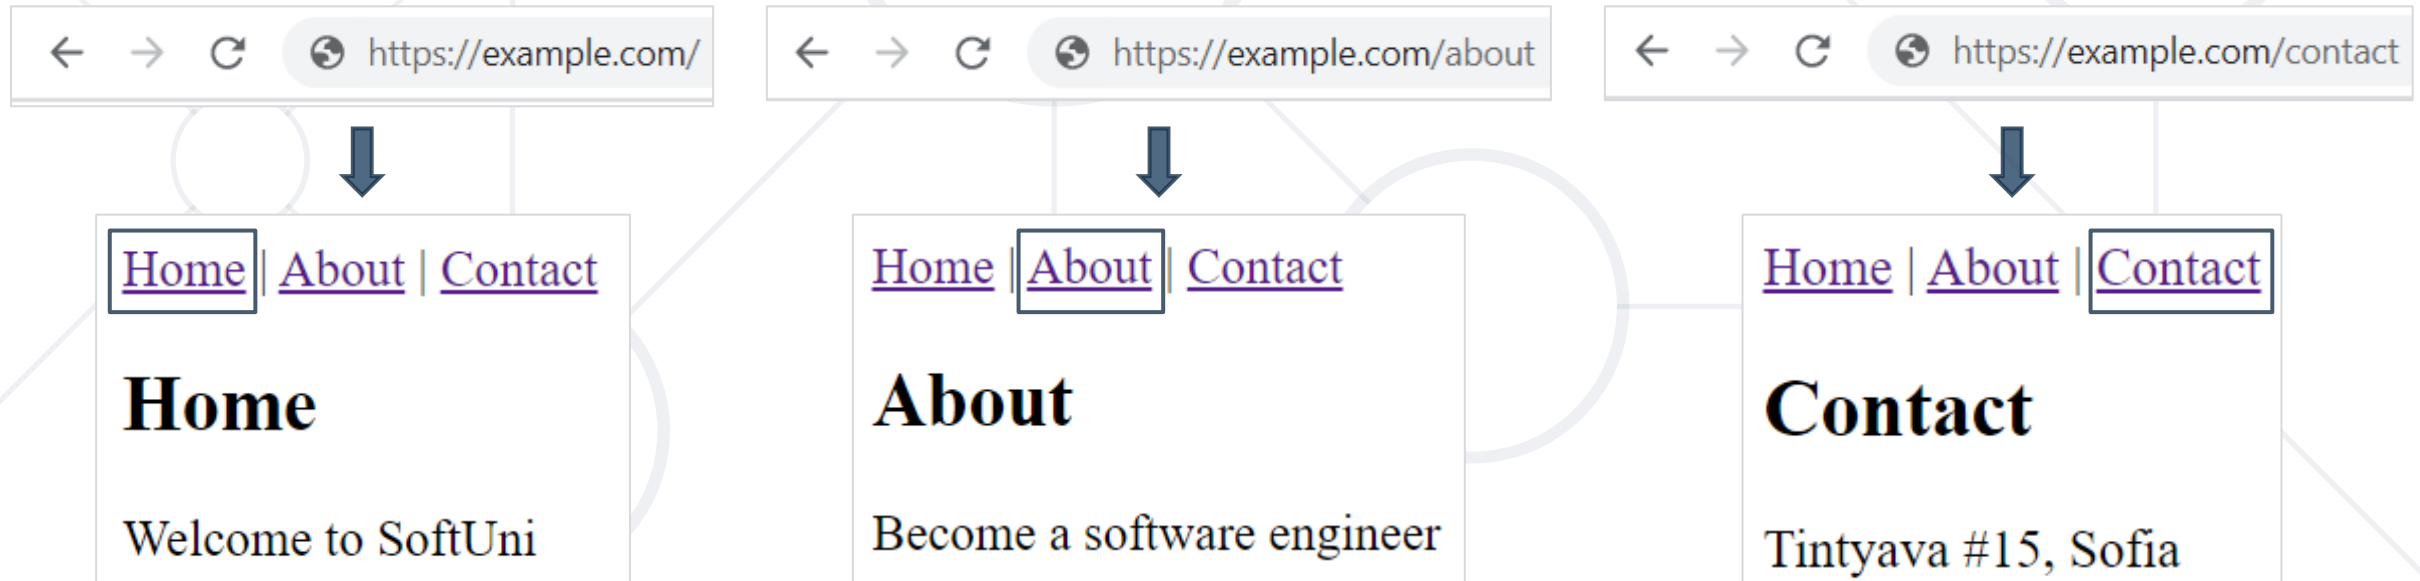 https://example.com/
Home | About | Contact
Home
Welcome to SoftUni
https://example.com/about
Home | About | Contact
About
Become a software engineer
https://example.com/contact
Home | About | Contact
Contact
Tintyava #15, Sofia